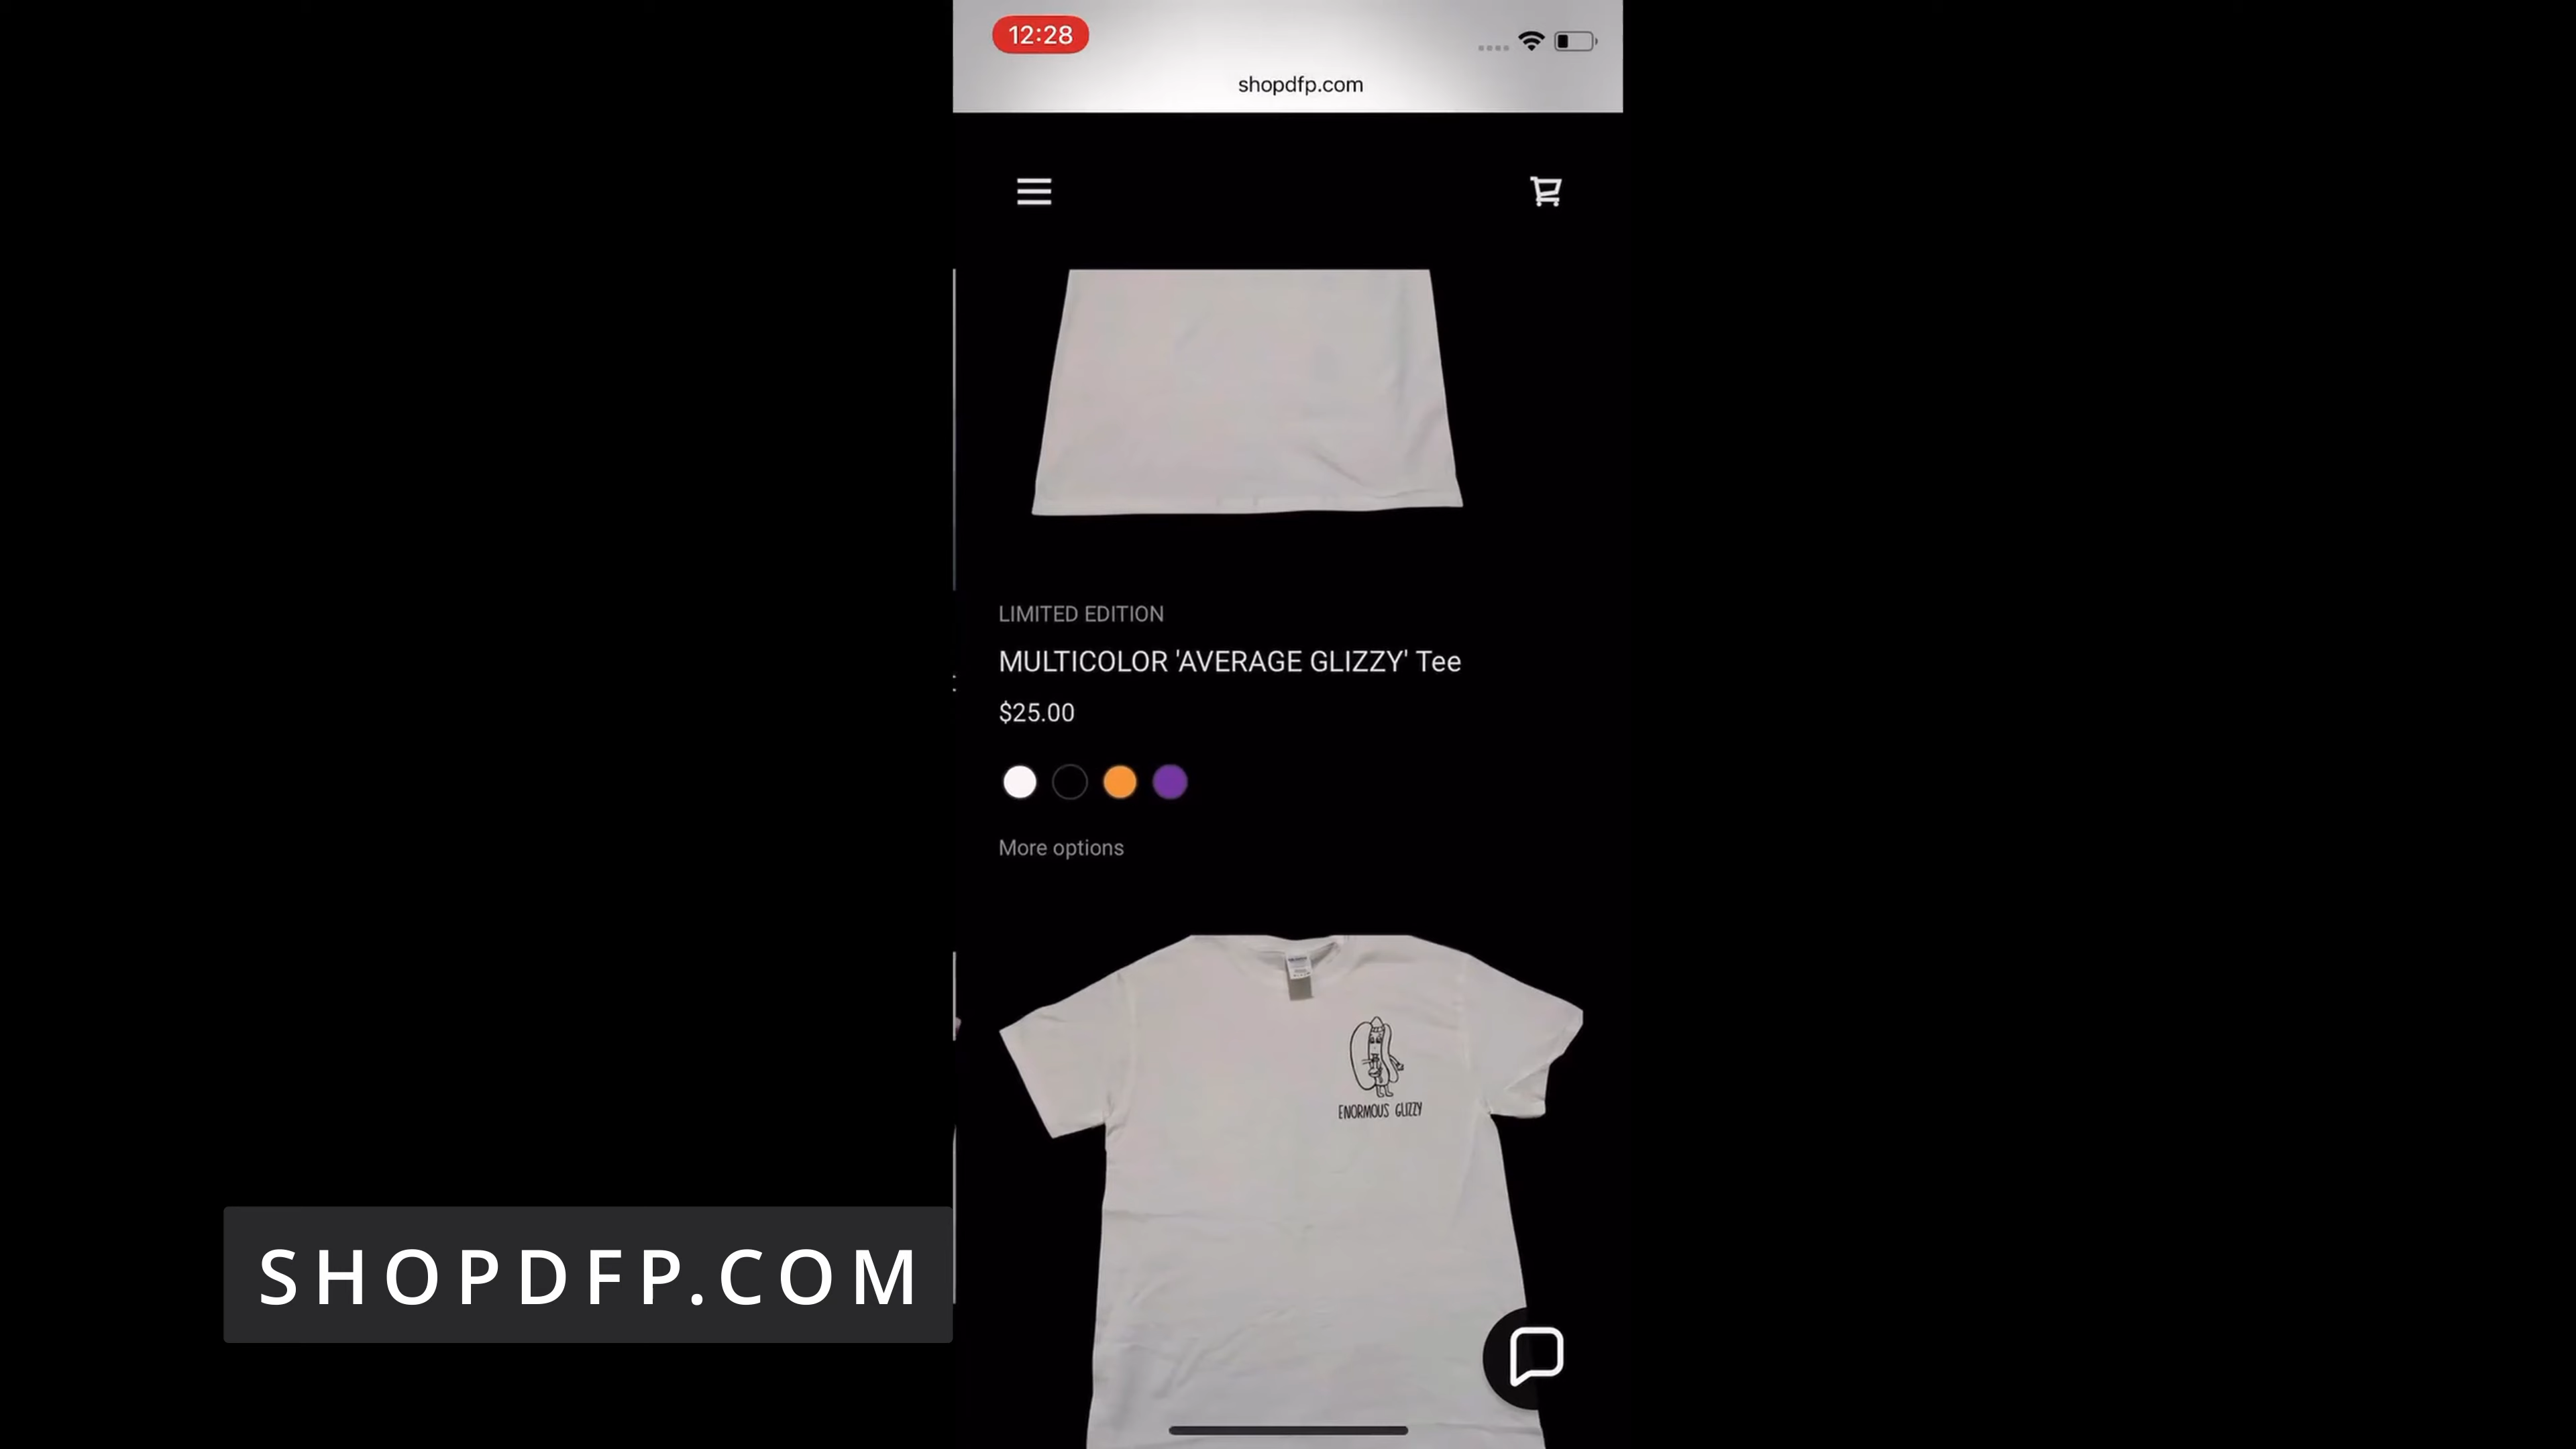 12:28
shopdfp.com
LIMITED EDITION
MULTICOLOR 'AVERAGE GLIZZY' Tee
$25.00
More options
ENORMOUS GLIZZY
SHOPDFP.COM